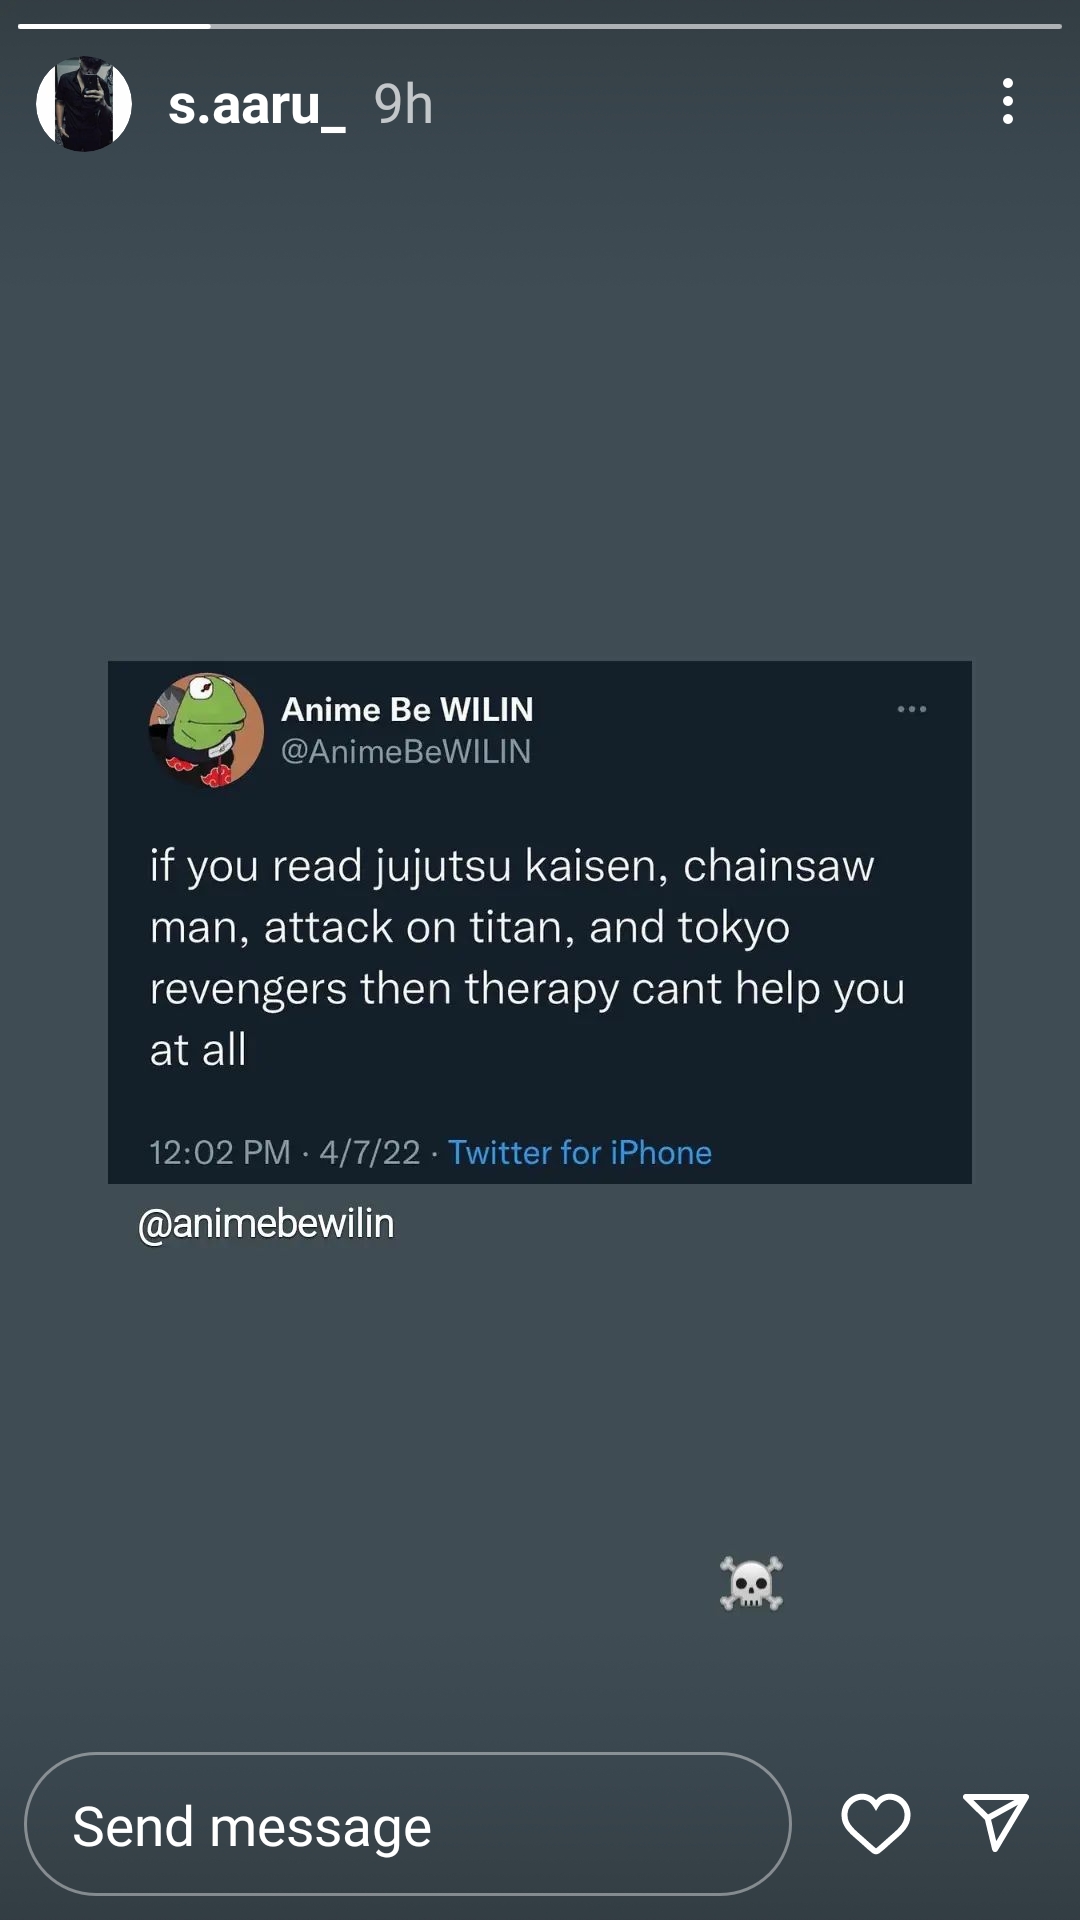 s.aaru_ 9h
Anime Be WILIN
@AnimeBeWILIN
if you read jujutsu kaisen, chainsaw
man, attack on titan, and tokyo
revengers then therapy cant help you
at all
12:02 PM · 4/7/22 · Twitter for iPhone
@animebewilin
Send message